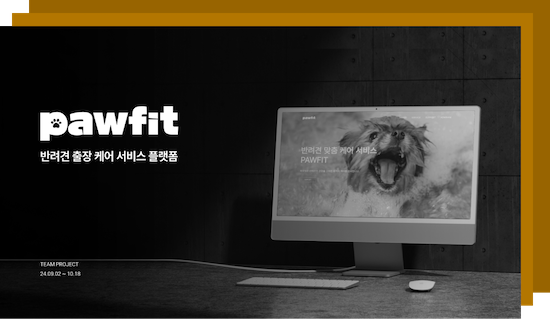 pawfit
반려견 출장 케어 서비스 플랫폼
반려견 맞춤 케어 서비스
PAWFIT
TEAM PROJECT
24.09.02 ~ 10.18